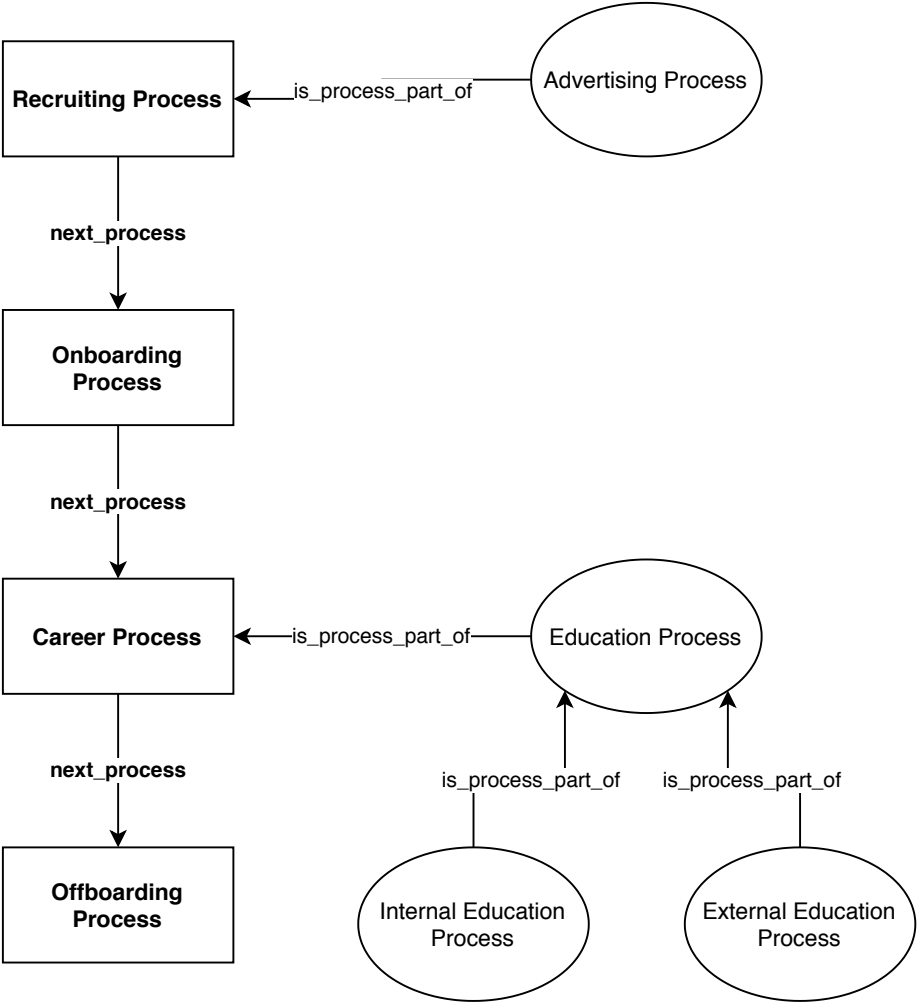 Advertising Process
Recruiting Process
is_process_part_of
next_process
Onboarding
Process
next_process
Career Process
is_process_part_of
Education Process
next_process
is_process_part_of
is_process_part_of
Offboarding
Process
Internal Education
Process
External Education
Process